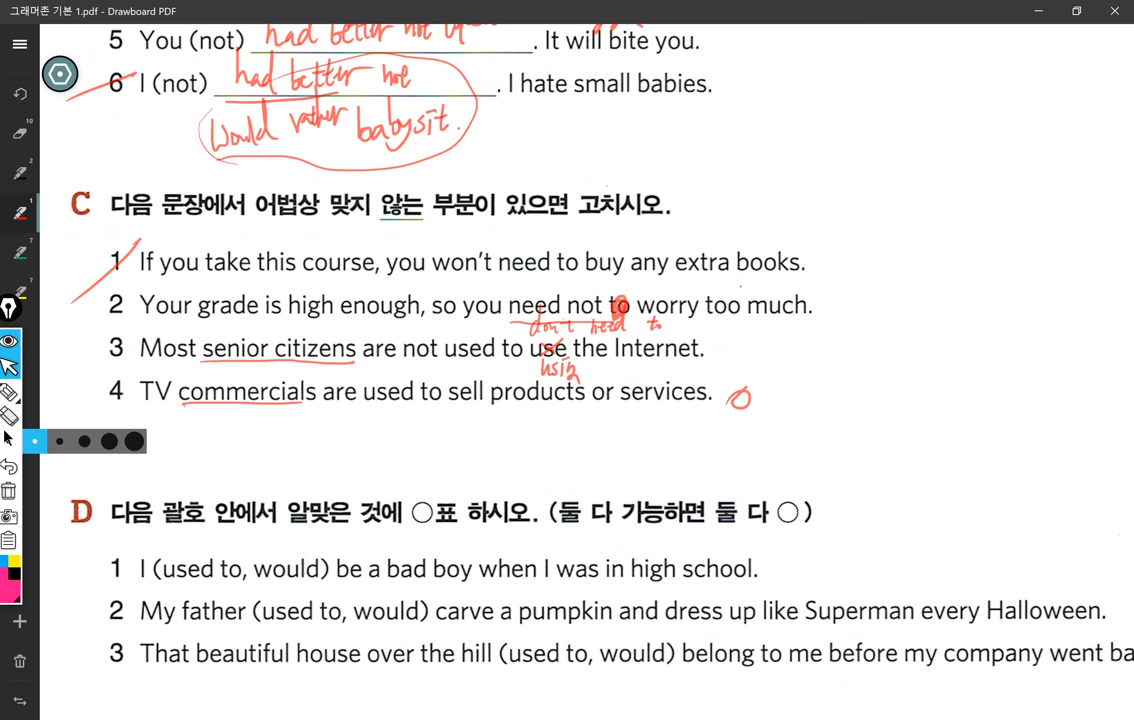 그래머존 기본 1.pdf - Drawboard PDF
5 You (not) had better not . It will bite you.
6 I (not) had better not . I hate small babies.
would rather babysit.
C 다음 문장에서 어법상 맞지 않는 부분이 있으면 고치시오.
1 If you take this course, you won't need to buy any extra books.
2 Your grade is high enough, so you need not to worry too much.
don't need to
3 Most senior citizens are not used to use the Internet.
using
4 TV commercials are used to sell products or services.
D 다음 괄호 안에서 알맞은 것에 ○표 하시오. (둘 다 가능하면 둘 다 ○)
1 I (used to, would) be a bad boy when I was in high school.
2 My father (used to, would) carve a pumpkin and dress up like Superman every Halloween.
3 That beautiful house over the hill (used to, would) belong to me before my company went ba
10
2
1
7
7